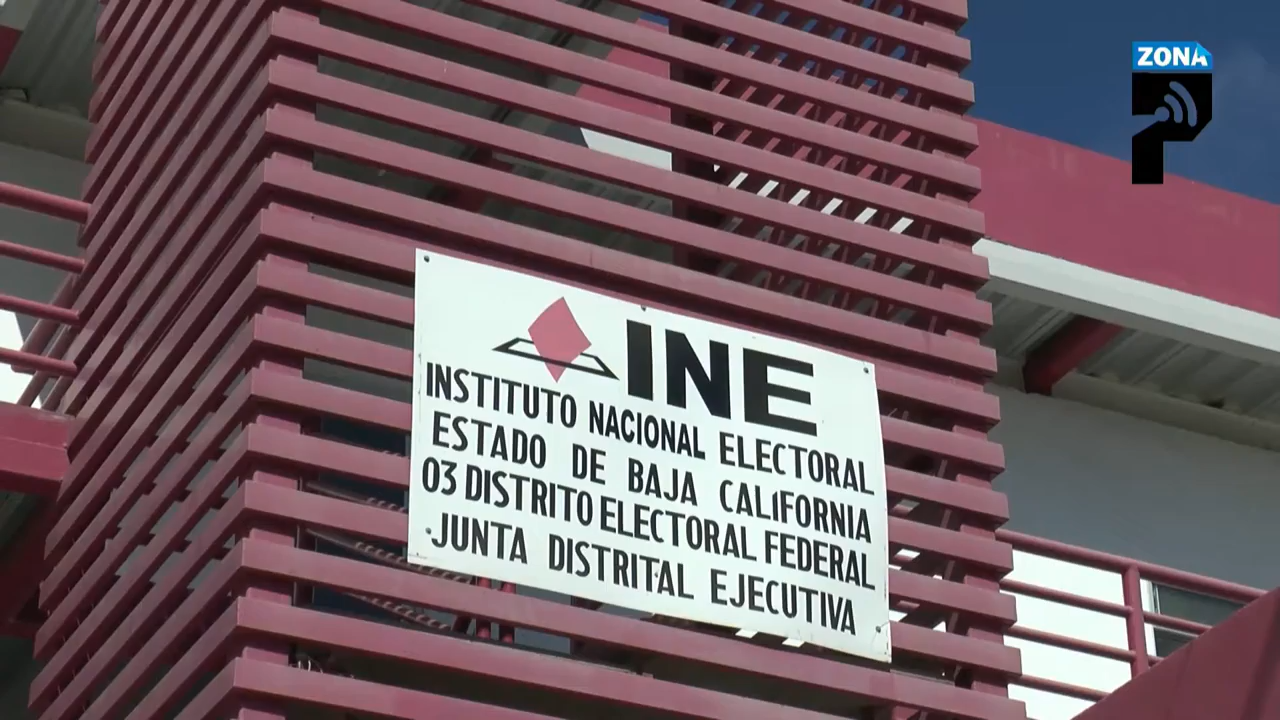 ZONA
P
INE
INSTITUTO NACIONAL ELECTORAL
ESTADO DE BAJA CALIFORNIA
03 DISTRITO ELECTORAL FEDERAL
JUNTA DISTRITAL EJECUTIVA